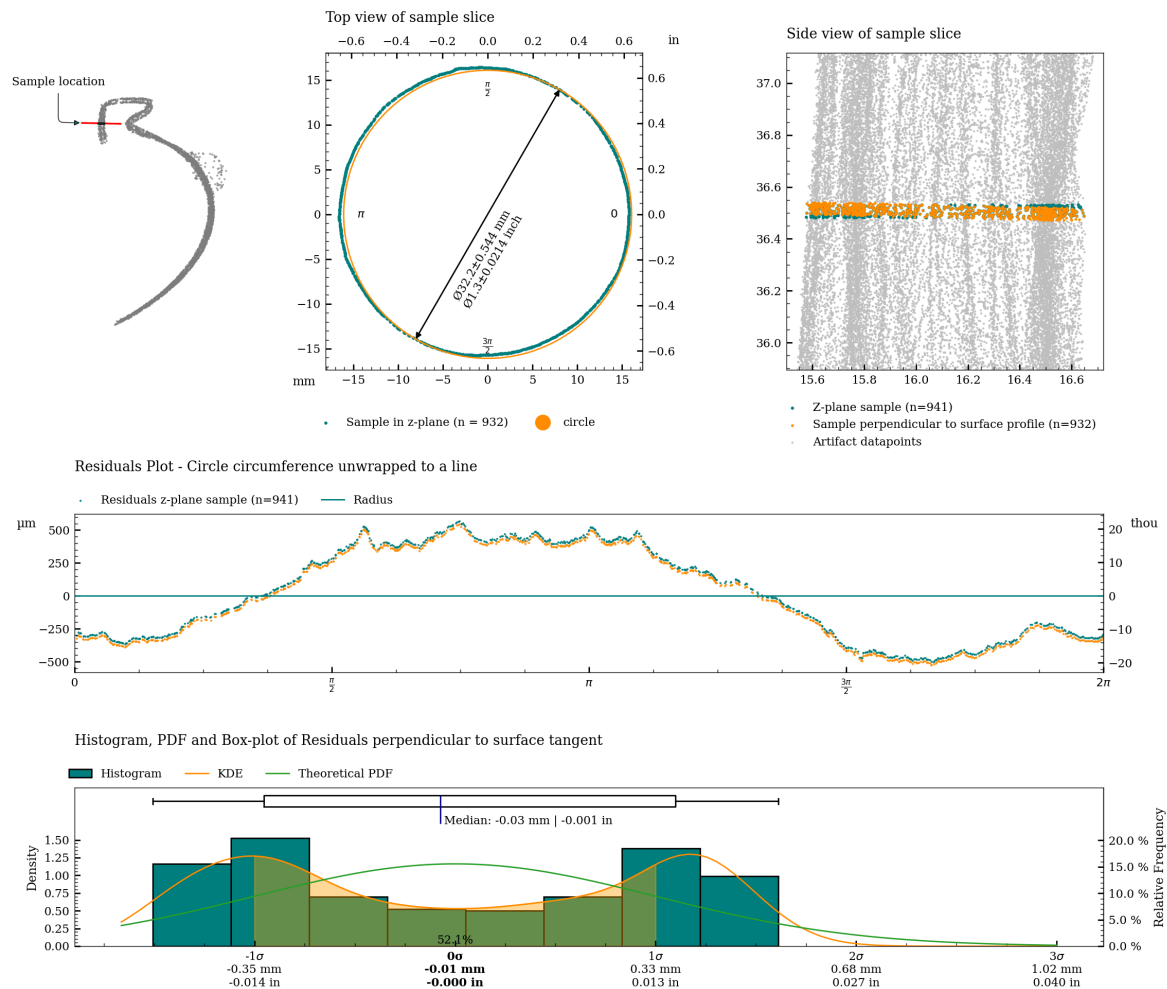 Top view of sample slice
−0.6 −0.4 −0.2 0.0 0.2 0.4 0.6 in
Sample location
15
10
5
0
−5
−10
−15
0.6
0.4
0.2
0.0
−0.2
−0.4
−0.6
π/2
π
0
3π/2
Ø32.2±0.544 mm
Ø1.3±0.0214 inch
mm −15 −10 −5 0 5 10 15
Sample in z-plane (n = 932) circle
Side view of sample slice
37.0
36.8
36.6
36.4
36.2
36.0
15.6 15.8 16.0 16.2 16.4 16.6
Z-plane sample (n=941)
Sample perpendicular to surface profile (n=932)
Artifact datapoints
Residuals Plot - Circle circumference unwrapped to a line
Residuals z-plane sample (n=941) Radius
µm
500
250
0
−250
−500
thou
20
10
0
−10
−20
0 π/2 π 3π/2 2π
Histogram, PDF and Box-plot of Residuals perpendicular to surface tangent
Histogram KDE Theoretical PDF
Median: -0.03 mm | -0.001 in
Density
1.50
1.25
1.00
0.75
0.50
0.25
0.00
52.1%
Relative Frequency
20.0 %
15.0 %
10.0 %
5.0 %
0.0 %
-1σ 0σ 1σ 2σ 3σ
-0.35 mm -0.01 mm 0.33 mm 0.68 mm 1.02 mm
-0.014 in -0.000 in 0.013 in 0.027 in 0.040 in